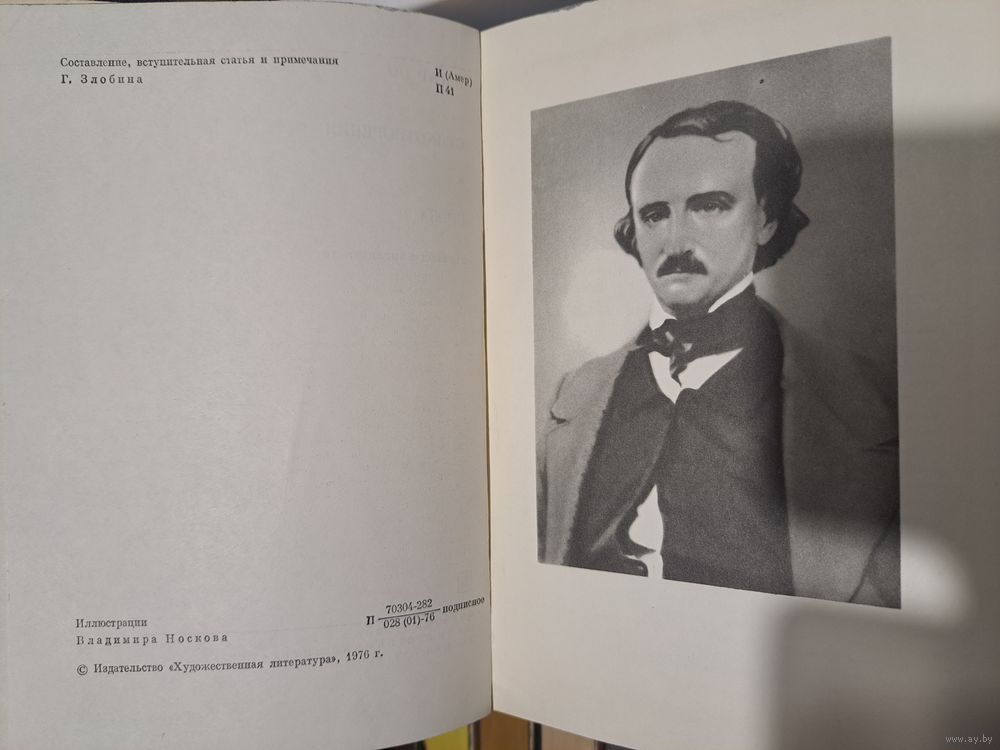 Составление, вступительная статья и примечания
Г. Злобина
И (Амер)
П 41
Иллюстрации
Владимира Носкова
П 70304-282 подписное
028 (01)-76
© Издательство «Художественная литература», 1976 г.
www.ay.by